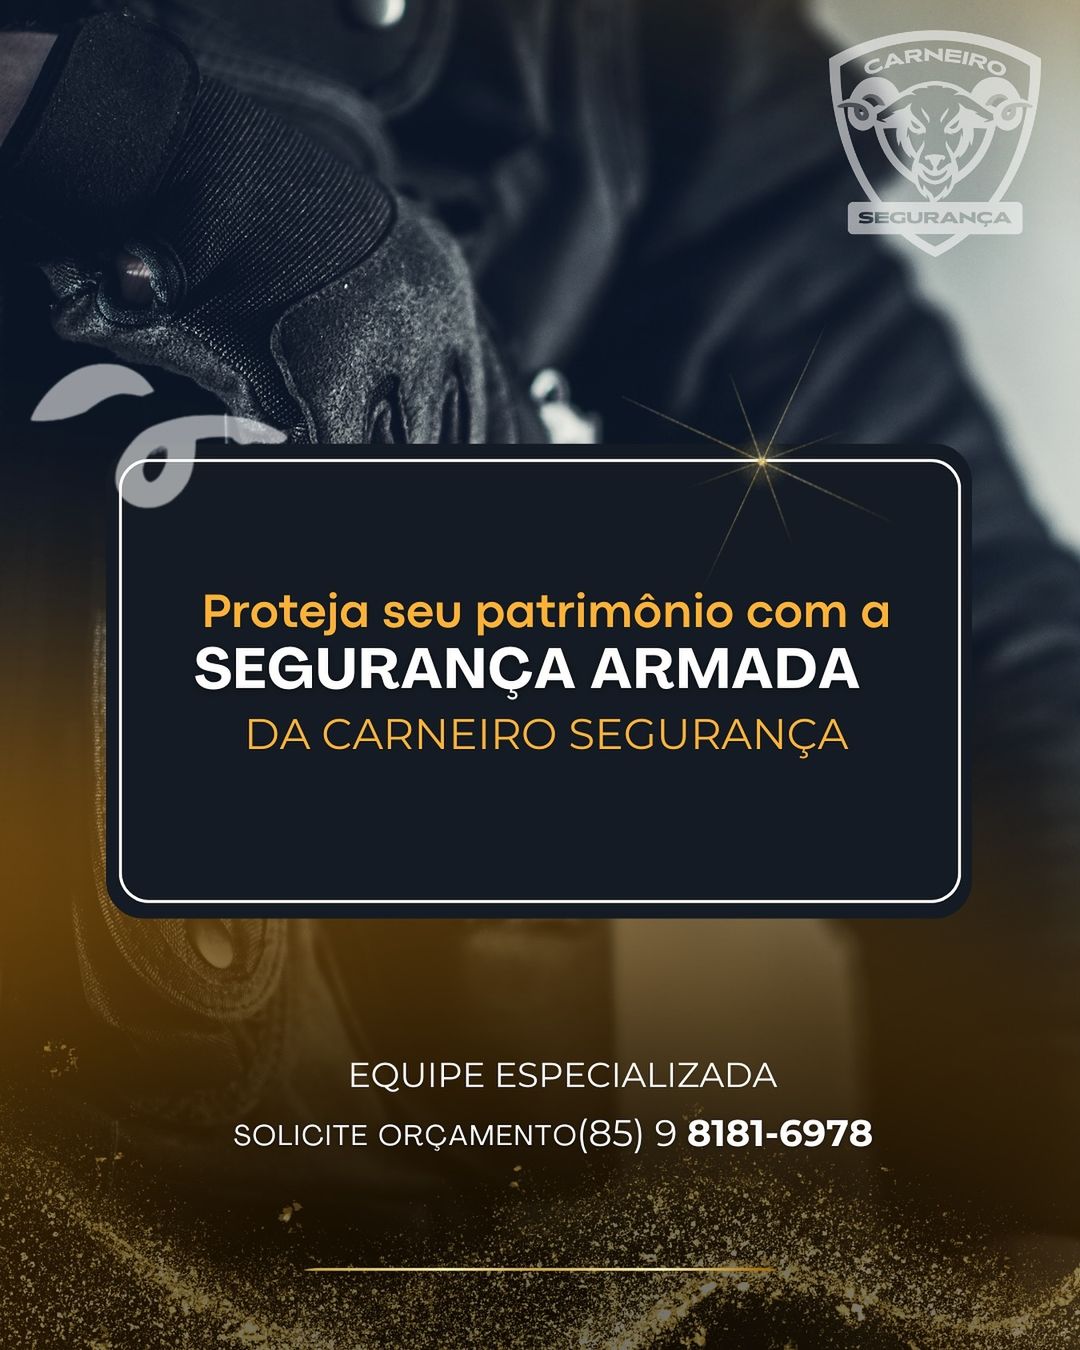 CARNEIRO
SEGURANÇA
Proteja seu patrimônio com a
SEGURANÇA ARMADA
DA CARNEIRO SEGURANÇA
EQUIPE ESPECIALIZADA
SOLICITE ORÇAMENTO(85) 9 8181-6978